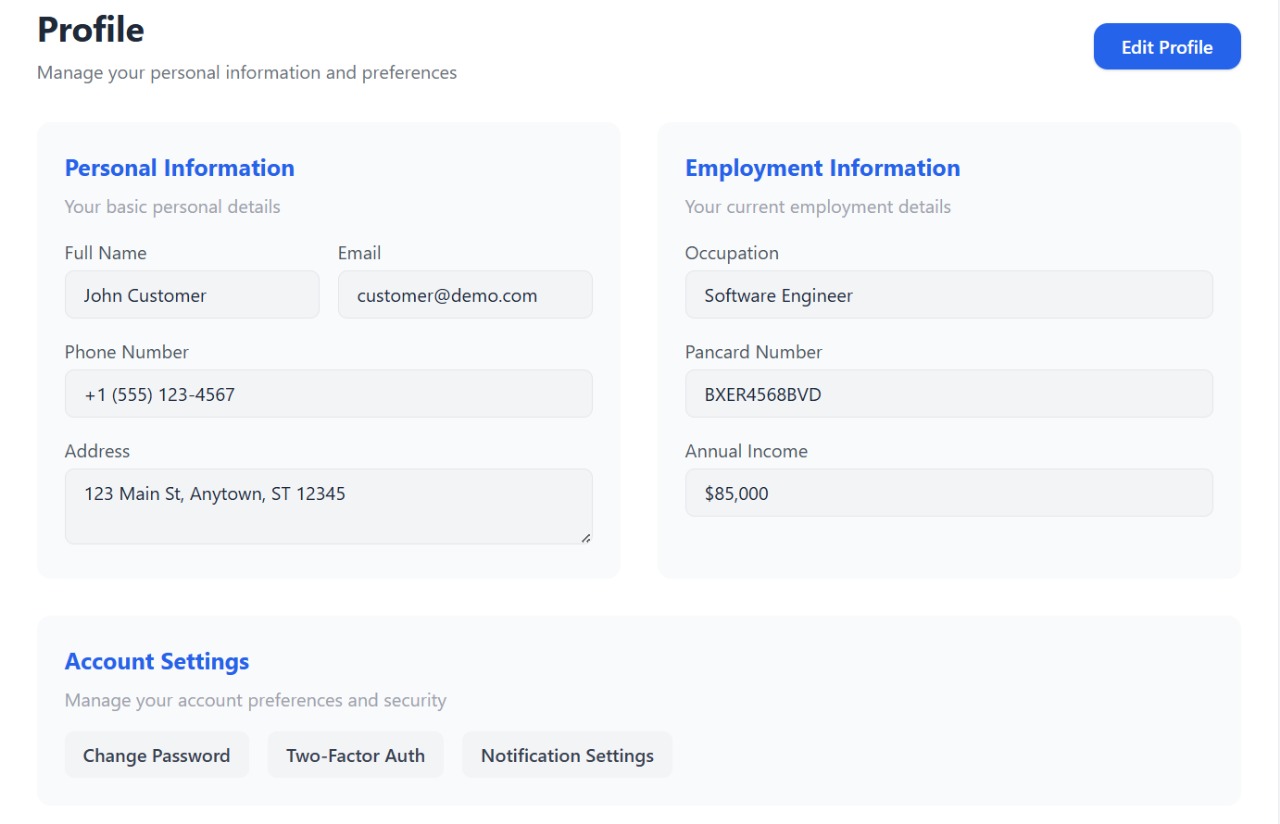 Profile
Edit Profile
Manage your personal information and preferences
Personal Information
Your basic personal details
Full Name
Email
John Customer
customer@demo.com
Phone Number
+1 (555) 123-4567
Address
123 Main St, Anytown, ST 12345
Employment Information
Your current employment details
Occupation
Software Engineer
Pancard Number
BXER4568BVD
Annual Income
$85,000
Account Settings
Manage your account preferences and security
Change Password
Two-Factor Auth
Notification Settings